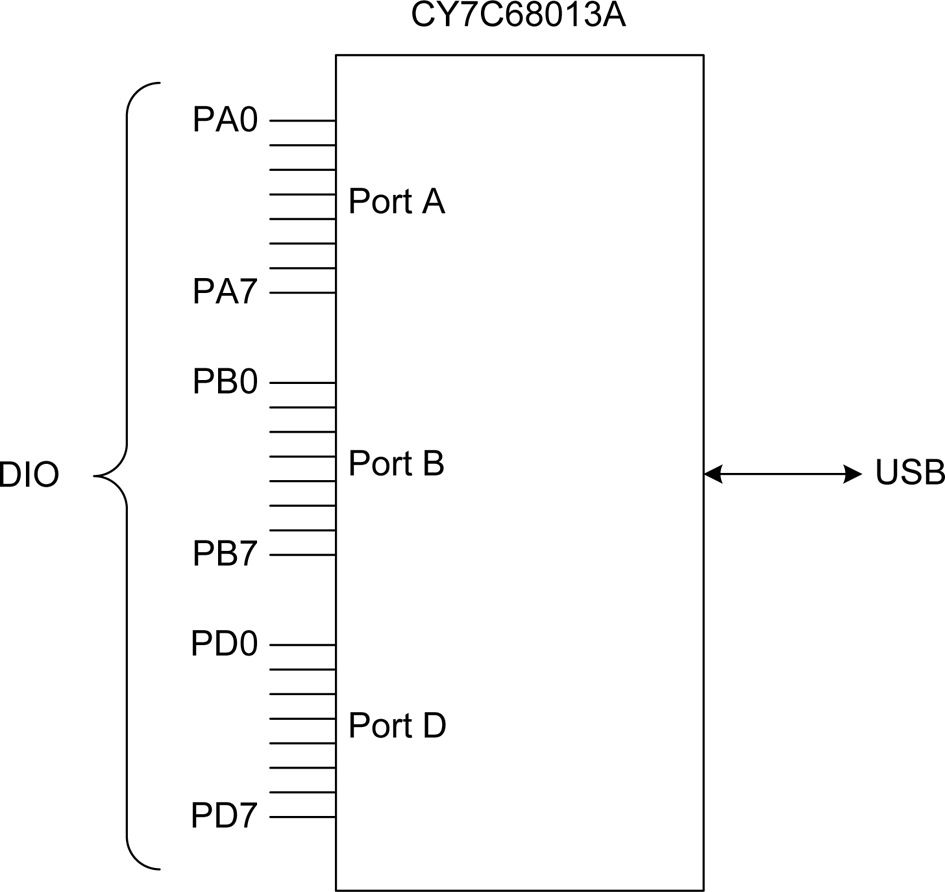 CY7C68013A
PA0
Port A
PA7
PB0
DIO
Port B
USB
PB7
PD0
Port D
PD7